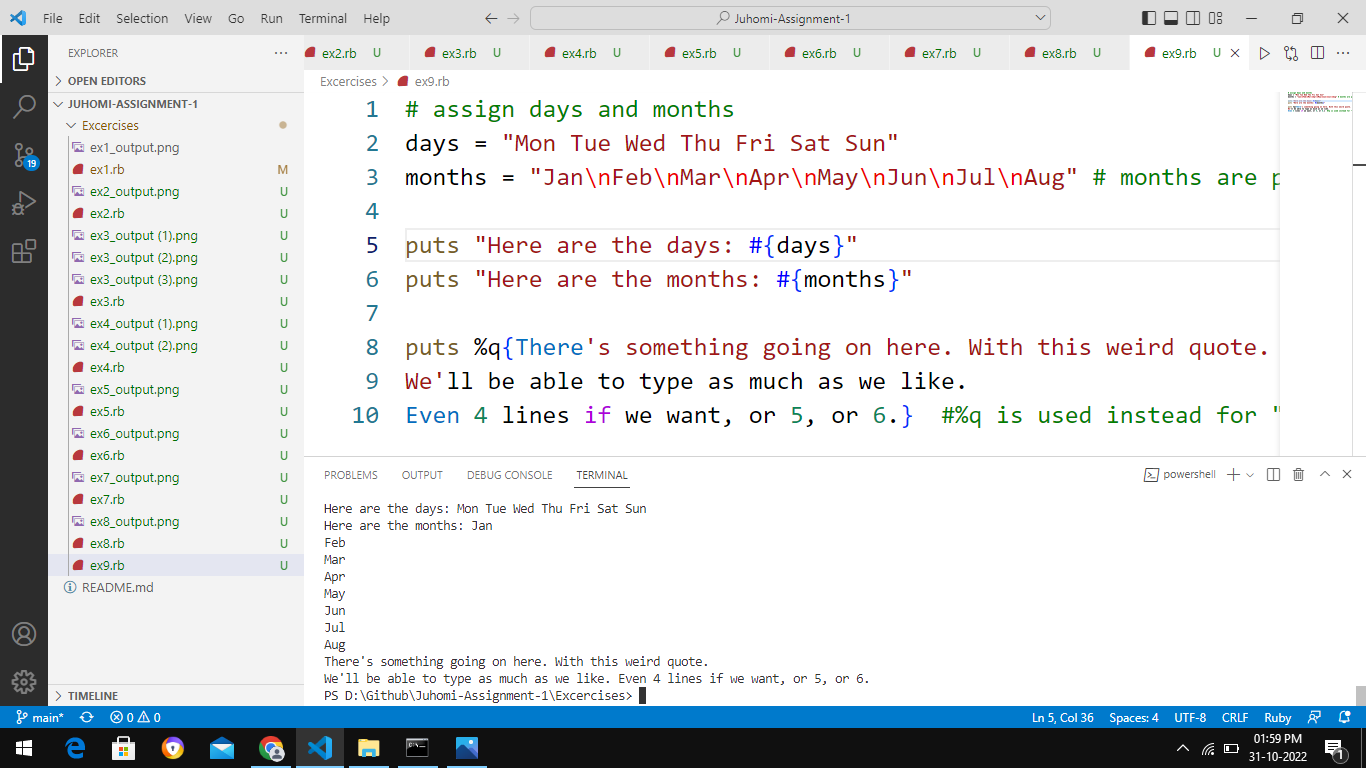 File Edit Selection View Go Run Terminal Help
Juhomi-Assignment-1
EXPLORER
ex2.rb U ex3.rb U ex4.rb U ex5.rb U ex6.rb U ex7.rb U ex8.rb U ex9.rb U
OPEN EDITORS
Excercises > ex9.rb
JUHOMI-ASSIGNMENT-1
Excercises
ex1_output.png
ex1.rb M
ex2_output.png U
ex2.rb U
ex3_output (1).png U
ex3_output (2).png U
ex3_output (3).png U
ex3.rb U
ex4_output (1).png U
ex4_output (2).png U
ex4.rb U
ex5_output.png U
ex5.rb U
ex6_output.png U
ex6.rb U
ex7_output.png U
ex7.rb U
ex8_output.png U
ex8.rb U
ex9.rb U
README.md
TIMELINE
19
1 # assign days and months
2 days = "Mon Tue Wed Thu Fri Sat Sun"
3 months = "Jan\nFeb\nMar\nApr\nMay\nJun\nJul\nAug" # months are p
4
5 puts "Here are the days: #{days}"
6 puts "Here are the months: #{months}"
7
8 puts %q{There's something going on here. With this weird quote.
9 We'll be able to type as much as we like.
10 Even 4 lines if we want, or 5, or 6.}  #%q is used instead for "
PROBLEMS OUTPUT DEBUG CONSOLE TERMINAL
powershell
Here are the days: Mon Tue Wed Thu Fri Sat Sun
Here are the months: Jan
Feb
Mar
Apr
May
Jun
Jul
Aug
There's something going on here. With this weird quote.
We'll be able to type as much as we like. Even 4 lines if we want, or 5, or 6.
PS D:\Github\Juhomi-Assignment-1\Excercises>
main* 0 0 Ln 5, Col 36 Spaces: 4 UTF-8 CRLF Ruby
01:59 PM
31-10-2022
1